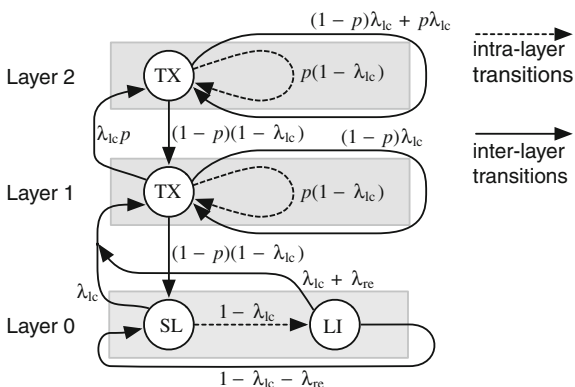 (1 − p)λlc + pλlc
intra-layer
transitions
Layer 2
TX
p(1 − λlc)
λlcp
(1 − p)(1 − λlc)
(1 − p)λlc
inter-layer
transitions
Layer 1
TX
p(1 − λlc)
(1 − p)(1 − λlc)
λlc
λlc + λre
Layer 0
SL
1 − λlc
LI
1 − λlc − λre